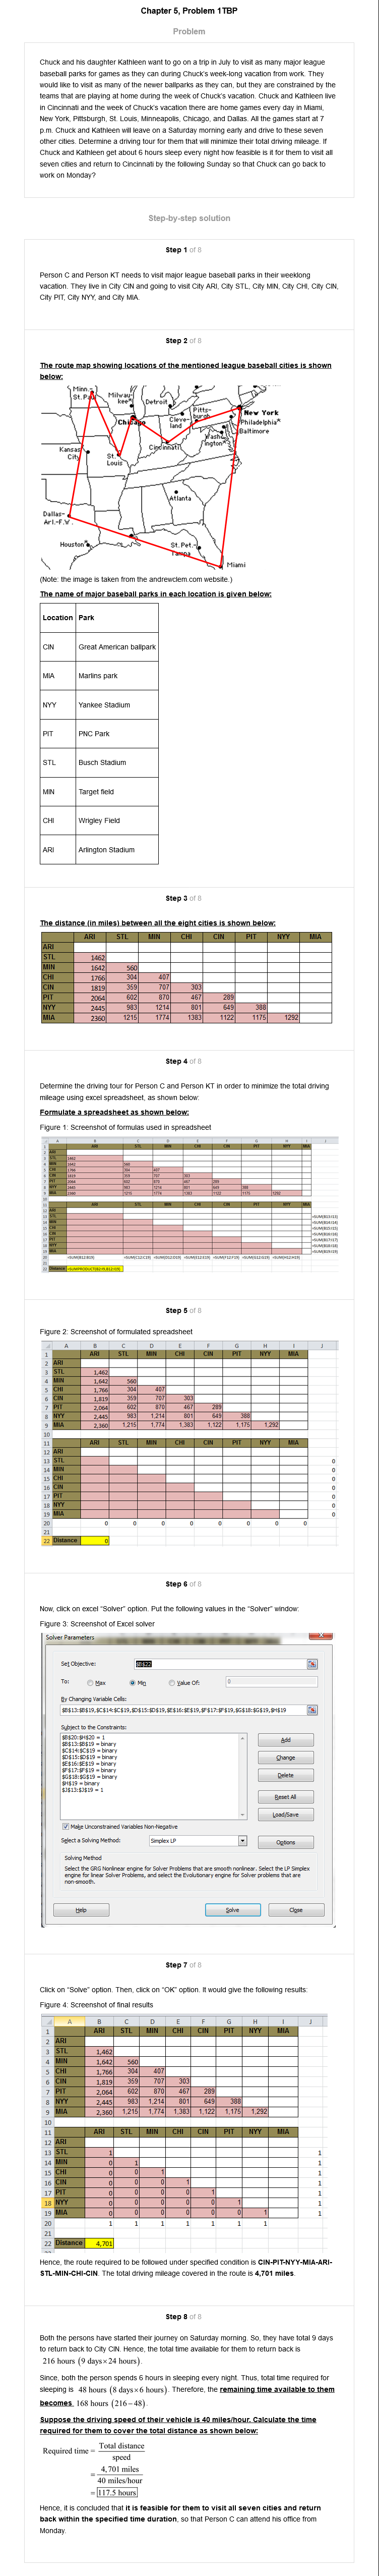 Chapter 5, Problem 1TBP
Problem
Chuck and his daughter Kathleen want to go on a trip in July to visit as many major league
baseball parks for games as they can during Chuck's week-long vacation from work. They
would like to visit as many of the newer ballparks as they can, but they are constrained by the
teams that are playing at home during the week of Chuck's vacation. Chuck and Kathleen live
in Cincinnati and the week of Chuck's vacation there are home games every day in Miami,
New York, Pittsburgh, St. Louis, Minneapolis, Chicago, and Dallas. All the games start at 7
p.m. Chuck and Kathleen will leave on a Saturday morning early and drive to these seven
other cities. Determine a driving tour for them that will minimize their total driving mileage. If
Chuck and Kathleen get about 6 hours sleep every night how feasible is it for them to visit all
seven cities and return to Cincinnati by the following Sunday so that Chuck can go back to
work on Monday?
Step-by-step solution
Step 1 of 8
Person C and Person KT needs to visit major league baseball parks in their weeklong
vacation. They live in City CIN and going to visit City ARI, City STL, City MIN, City CHI, City CIN,
City PIT, City NYY, and City MIA.
Step 2 of 8
The route map showing locations of the mentioned league baseball cities is shown
below:
Minn.-
St. Paul
Milwau-
kee
Detroit
Chicago
Cleve-
land
Pitts-
burgh
New York
Philadelphia
Baltimore
Wash-
ington
Kansas
City
St.
Louis
Cincinnati
Atlanta
Dallas-
Arl.-F.W.
Houston
St. Pet.-
Tampa
Miami
(Note: the image is taken from the andrewclem.com website.)
The name of major baseball parks in each location is given below:
Location Park
CIN Great American ballpark
MIA Marlins park
NYY Yankee Stadium
PIT PNC Park
STL Busch Stadium
MIN Target field
CHI Wrigley Field
ARI Arlington Stadium
Step 3 of 8
The distance (in miles) between all the eight cities is shown below:
ARI STL MIN CHI CIN PIT NYY MIA
ARI
STL 1462
MIN 1642 560
CHI 1766 304 407
CIN 1819 359 707 303
PIT 2064 602 870 467 289
NYY 2445 983 1214 801 649 388
MIA 2360 1215 1774 1383 1122 1175 1292
Step 4 of 8
Determine the driving tour for Person C and Person KT in order to minimize the total driving
mileage using excel spreadsheet, as shown below:
Formulate a spreadsheet as shown below:
Figure 1: Screenshot of formulas used in spreadsheet
Step 5 of 8
Figure 2: Screenshot of formulated spreadsheet
A B C D E F G H I J
1 ARI STL MIN CHI CIN PIT NYY MIA
2 ARI
3 STL 1,462
4 MIN 1,642 560
5 CHI 1,766 304 407
6 CIN 1,819 359 707 303
7 PIT 2,064 602 870 467 289
8 NYY 2,445 983 1,214 801 649 388
9 MIA 2,360 1,215 1,774 1,383 1,122 1,175 1,292
10
11 ARI STL MIN CHI CIN PIT NYY MIA
12 ARI
13 STL 0
14 MIN 0
15 CHI 0
16 CIN 0
17 PIT 0
18 NYY 0
19 MIA 0
20 0 0 0 0 0 0 0 0
21
22 Distance 0
Step 6 of 8
Now, click on excel "Solver" option. Put the following values in the "Solver" window:
Figure 3: Screenshot of Excel solver
Solver Parameters
Set Objective: $B$22
To: Max Min Value Of: 0
By Changing Variable Cells:
$B$13:$B$19,$C$14:$C$19,$D$15:$D$19,$E$16:$E$19,$F$17:$F$19,$G$18:$G$19,$H$19
Subject to the Constraints:
$B$20:$H$20 = 1
$B$13:$B$19 = binary
$C$14:$C$19 = binary
$D$15:$D$19 = binary
$E$16:$E$19 = binary
$F$17:$F$19 = binary
$G$18:$G$19 = binary
$H$19 = binary
$J$13:$J$19 = 1
Add
Change
Delete
Reset All
Load/Save
Make Unconstrained Variables Non-Negative
Select a Solving Method: Simplex LP Options
Solving Method
Select the GRG Nonlinear engine for Solver Problems that are smooth nonlinear. Select the LP Simplex
engine for linear Solver Problems, and select the Evolutionary engine for Solver problems that are
non-smooth.
Help Solve Close
Step 7 of 8
Click on "Solve" option. Then, click on "OK" option. It would give the following results:
Figure 4: Screenshot of final results
A B C D E F G H I J
1 ARI STL MIN CHI CIN PIT NYY MIA
2 ARI
3 STL 1,462
4 MIN 1,642 560
5 CHI 1,766 304 407
6 CIN 1,819 359 707 303
7 PIT 2,064 602 870 467 289
8 NYY 2,445 983 1,214 801 649 388
9 MIA 2,360 1,215 1,774 1,383 1,122 1,175 1,292
10
11 ARI STL MIN CHI CIN PIT NYY MIA
12 ARI
13 STL 1 1
14 MIN 0 1 1
15 CHI 0 0 1 1
16 CIN 0 0 0 1 1
17 PIT 0 0 0 0 1 1
18 NYY 0 0 0 0 0 1 1
19 MIA 0 0 0 0 0 0 1 1
20 1 1 1 1 1 1 1
21
22 Distance 4,701
Hence, the route required to be followed under specified condition is CIN-PIT-NYY-MIA-ARI-
STL-MIN-CHI-CIN. The total driving mileage covered in the route is 4,701 miles.
Step 8 of 8
Both the persons have started their journey on Saturday morning. So, they have total 9 days
to return back to City CIN. Hence, the total time available for them to return back is
216 hours (9 days×24 hours).
Since, both the person spends 6 hours in sleeping every night. Thus, total time required for
sleeping is 48 hours (8 days×6 hours). Therefore, the remaining time available to them
becomes 168 hours (216−48).
Suppose the driving speed of their vehicle is 40 miles/hour. Calculate the time
required for them to cover the total distance as shown below:
Required time = Total distance
speed
= 4,701 miles
40 miles/hour
= 117.5 hours
Hence, it is concluded that it is feasible for them to visit all seven cities and return
back within the specified time duration, so that Person C can attend his office from
Monday.